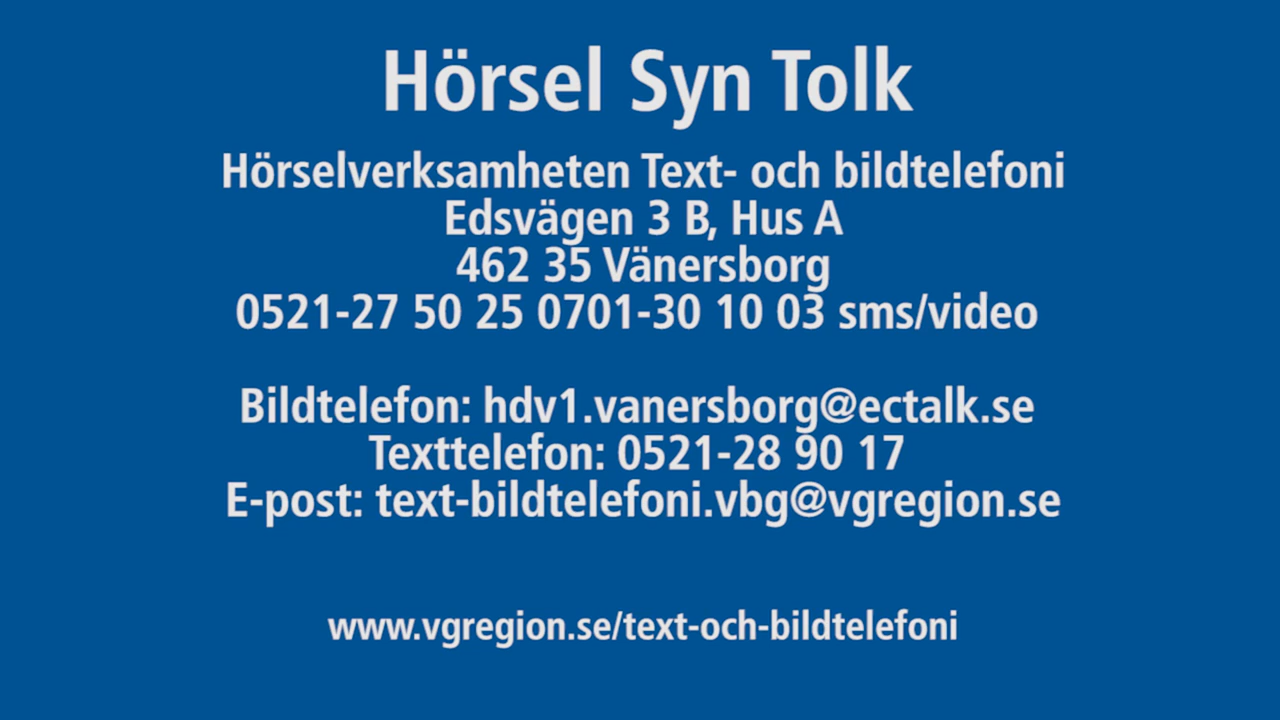 Hörsel Syn Tolk
Hörselverksamheten Text- och bildtelefoni
Edsvägen 3 B, Hus A
462 35 Vänersborg
0521-27 50 25 0701-30 10 03 sms/video
Bildtelefon: hdv1.vanersborg@ectalk.se
Texttelefon: 0521-28 90 17
E-post: text-bildtelefoni.vbg@vgregion.se
www.vgregion.se/text-och-bildtelefoni